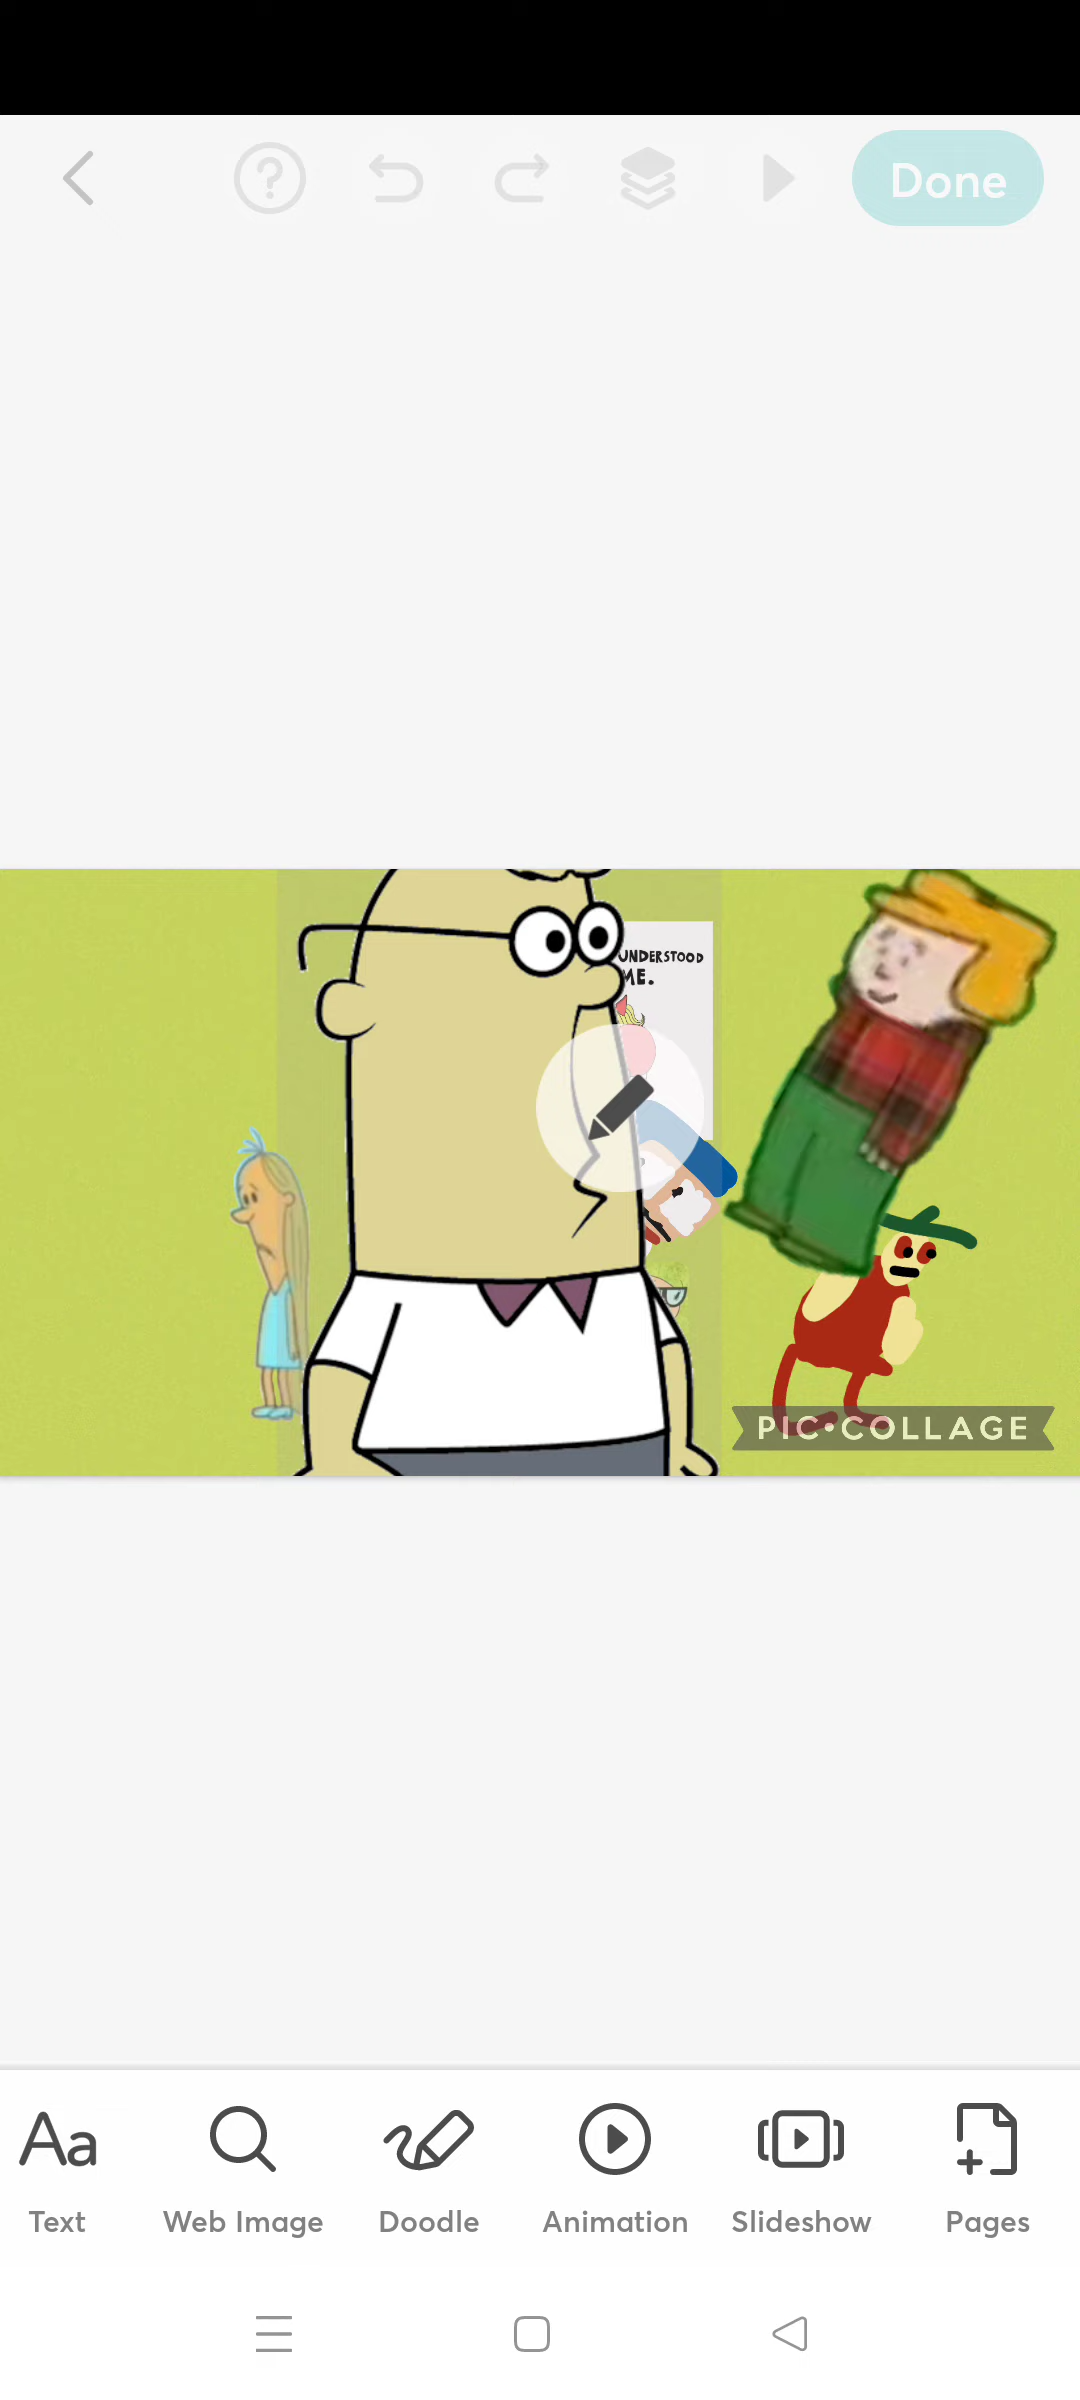 Done
UNDERSTOOD
ME.
PIC•COLLAGE
Text
Web Image
Doodle
Animation
Slideshow
Pages